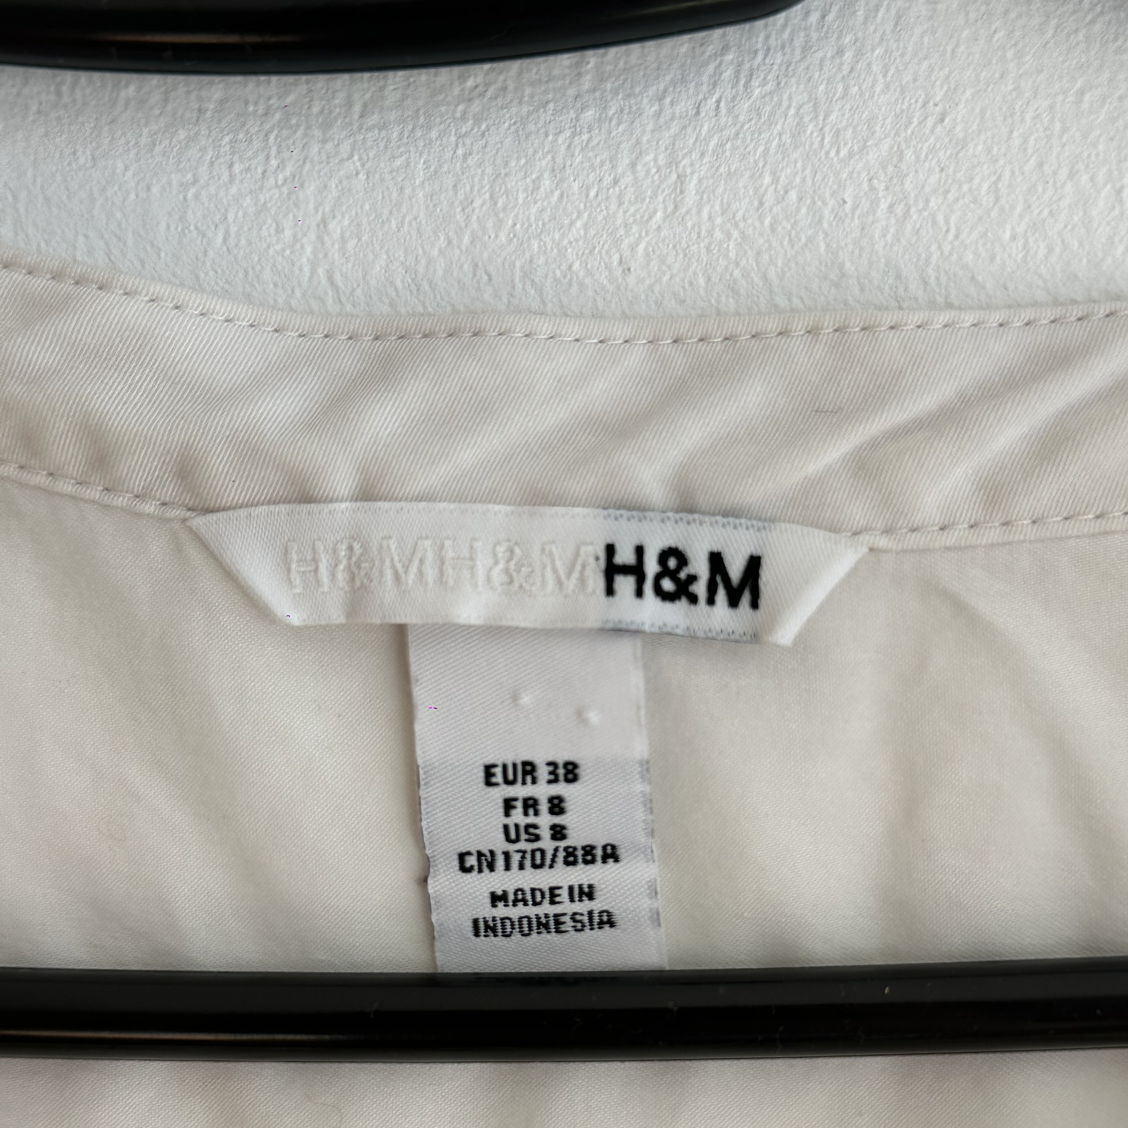 H&MH&MH&M
EUR 38
FR 8
US 8
CN170/88A
MADE IN
INDONESIA